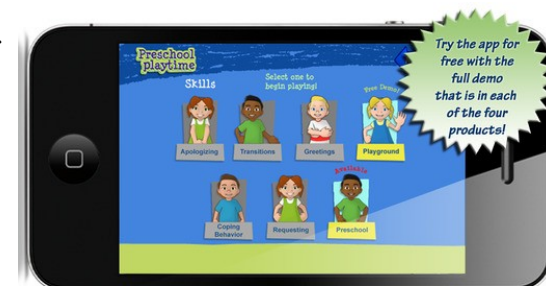 Preschool
playtime
Skills
Select one to
begin playing!
Free Demo!
Apologizing
Transitions
Greetings
Playground
Available
Coping
Behavior
Requesting
Preschool
Try the app for
free with the
full demo
that is in each
of the four
products!